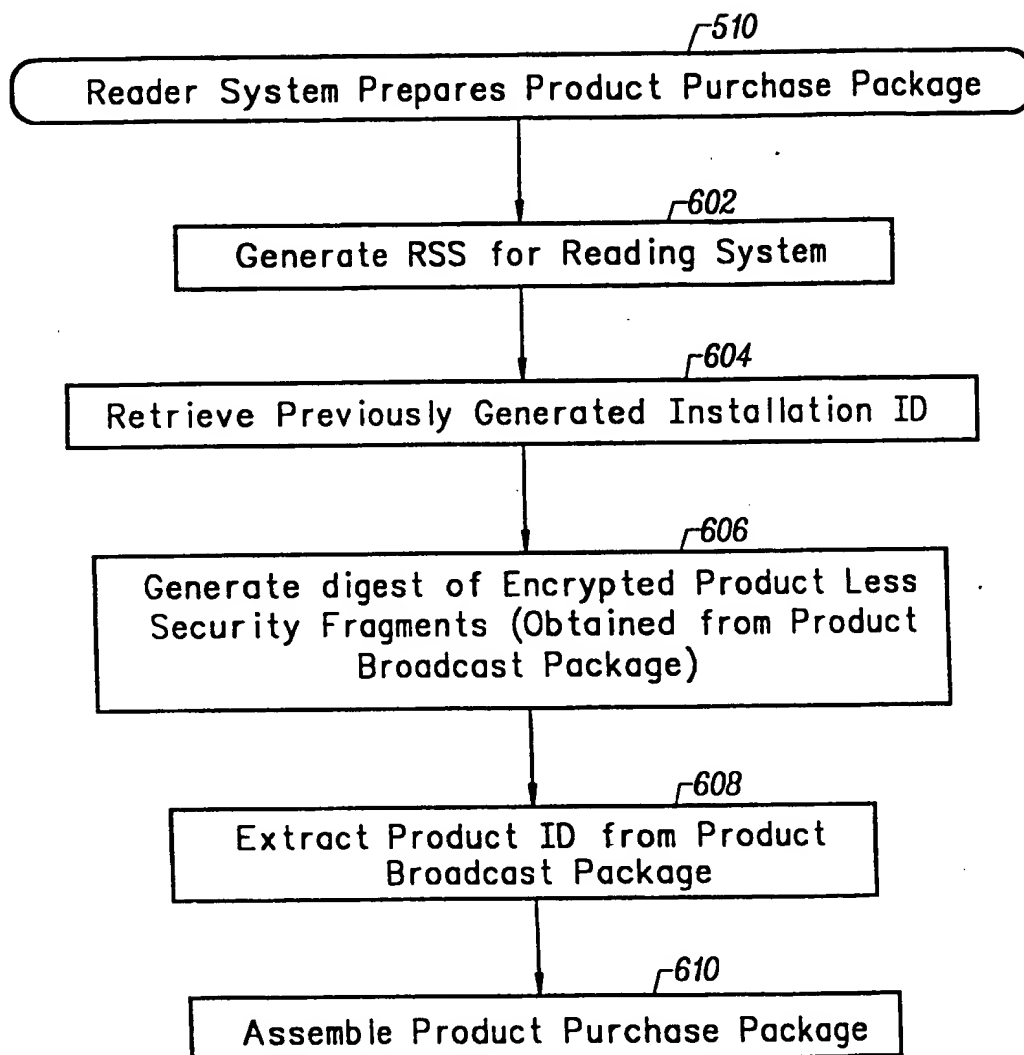 510
Reader System Prepares Product Purchase Package
602
Generate RSS for Reading System
604
Retrieve Previously Generated Installation ID
606
Generate digest of Encrypted Product Less
Security Fragments (Obtained from Product
Broadcast Package)
608
Extract Product ID from Product
Broadcast Package
610
Assemble Product Purchase Package